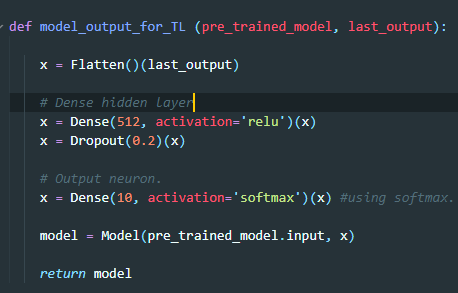 def model_output_for_TL (pre_trained_model, last_output):
x = Flatten()(last_output)
# Dense hidden layer
x = Dense(512, activation='relu')(x)
x = Dropout(0.2)(x)
# Output neuron.
x = Dense(10, activation='softmax')(x) #using softmax.
model = Model(pre_trained_model.input, x)
return model